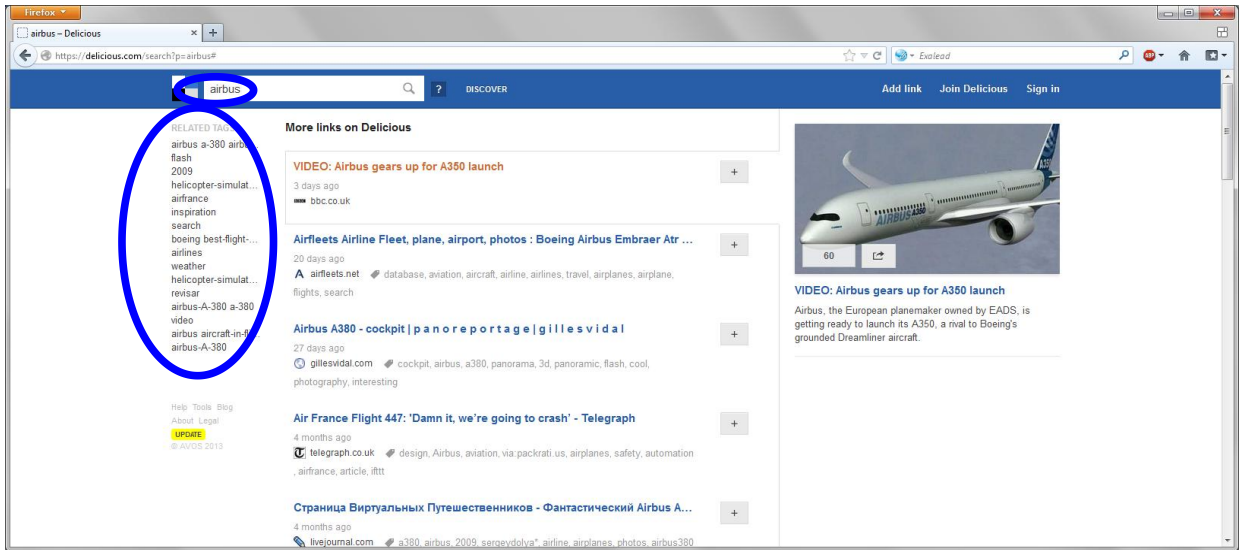 Firefox
airbus – Delicious
https://delicious.com/search?p=airbus#
Exalead
ABP
airbus
?
DISCOVER
Add link Join Delicious Sign in
RELATED TAGS
airbus a-380 airbu...
flash
2009
helicopter-simulat...
airfrance
inspiration
search
boeing best-flight-...
airlines
weather
helicopter-simulat...
revisar
airbus-A-380 a-380
video
airbus aircraft-in-fl...
airbus-A-380
Help Tools Blog
About Legal
UPDATE
© AVOS 2013
More links on Delicious
VIDEO: Airbus gears up for A350 launch
+
3 days ago
bbc.co.uk
Airfleets Airline Fleet, plane, airport, photos : Boeing Airbus Embraer Atr ...
+
20 days ago
airfleets.net database, aviation, aircraft, airline, airlines, travel, airplanes, airplane,
flights, search
Airbus A380 - cockpit | p a n o r e p o r t a g e | g i l l e s v i d a l
+
27 days ago
gillesvidal.com cockpit, airbus, a380, panorama, 3d, panoramic, flash, cool,
photography, interesting
Air France Flight 447: 'Damn it, we're going to crash' - Telegraph
+
4 months ago
telegraph.co.uk design, Airbus, aviation, via:packrati.us, airplanes, safety, automation
, airfrance, article, ifttt
Страница Виртуальных Путешественников - Фантастический Airbus A...
+
4 months ago
livejournal.com a380, airbus, 2009, sergeydolya*, airline, airplanes, photos, airbus380
AIRBUS A350
A350
60
VIDEO: Airbus gears up for A350 launch
Airbus, the European planemaker owned by EADS, is
getting ready to launch its A350, a rival to Boeing's
grounded Dreamliner aircraft.